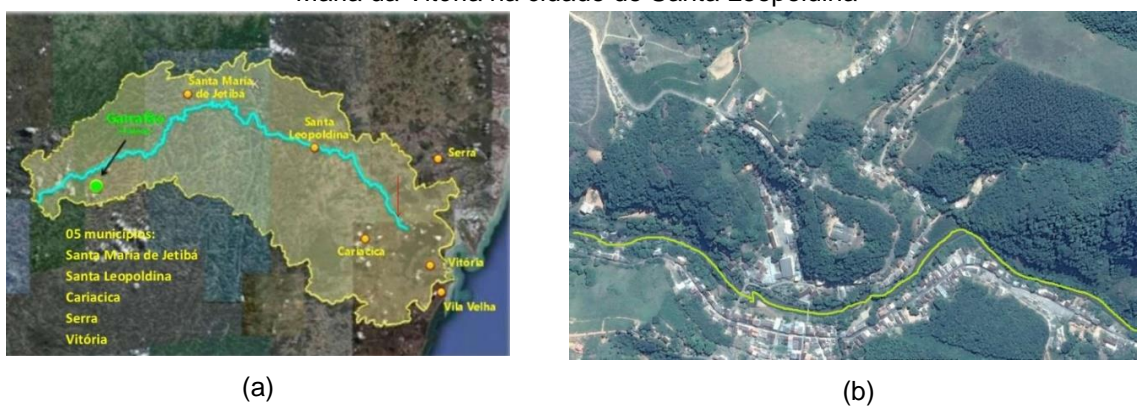 Maria da Vitória na cidade de Santa Leopoldina
Santa Maria
de Jetibá
Garrafão
Santa
Leopoldina
Serra
05 municípios:
Santa Maria de Jetibá
Santa Leopoldina
Cariacica
Serra
Vitória
Cariacica
Vitória
Vila Velha
(a)
(b)